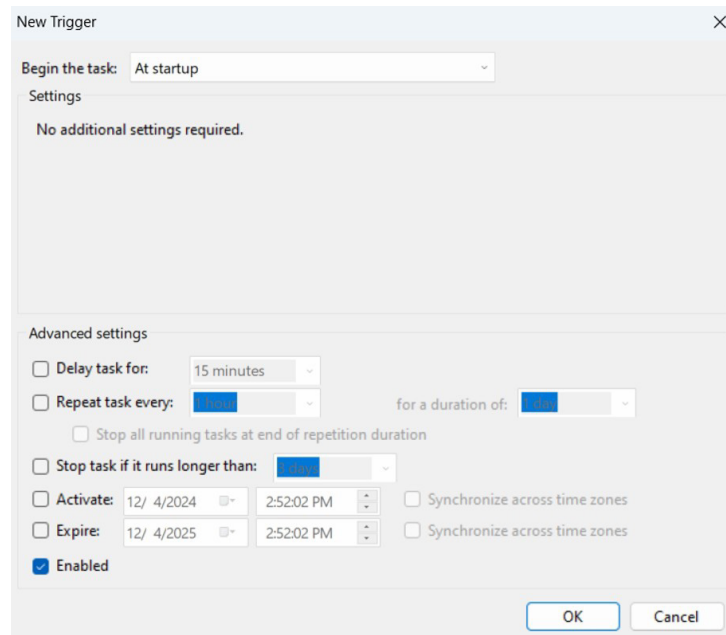 New Trigger
Begin the task: At startup
Settings
No additional settings required.
Advanced settings
Delay task for: 15 minutes
Repeat task every: 1 hour for a duration of: 1 day
Stop all running tasks at end of repetition duration
Stop task if it runs longer than: 3 days
Activate: 12/ 4/2024 2:52:02 PM Synchronize across time zones
Expire: 12/ 4/2025 2:52:02 PM Synchronize across time zones
Enabled
OK Cancel